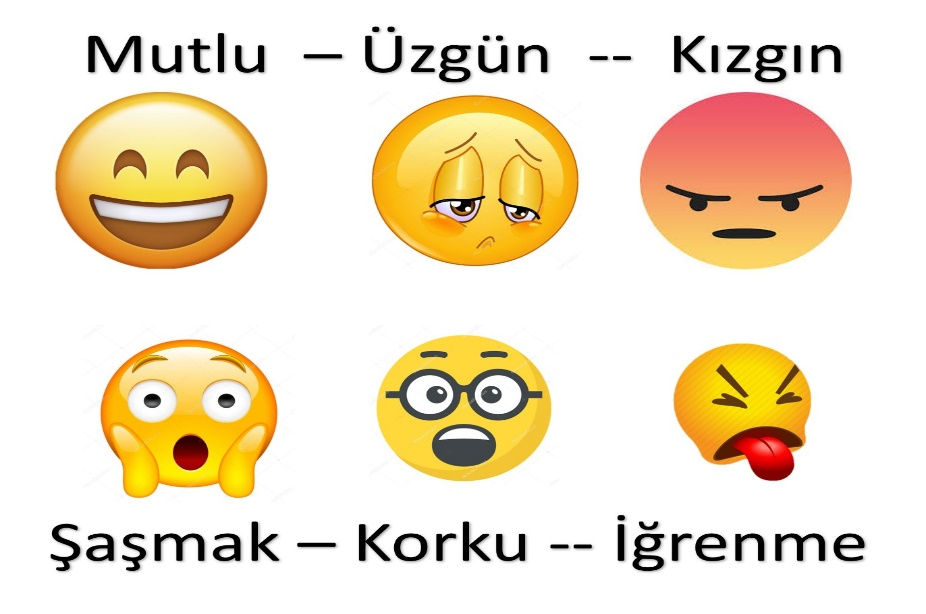 Mutlu – Üzgün -- Kızgın
Şaşmak – Korku -- İğrenme